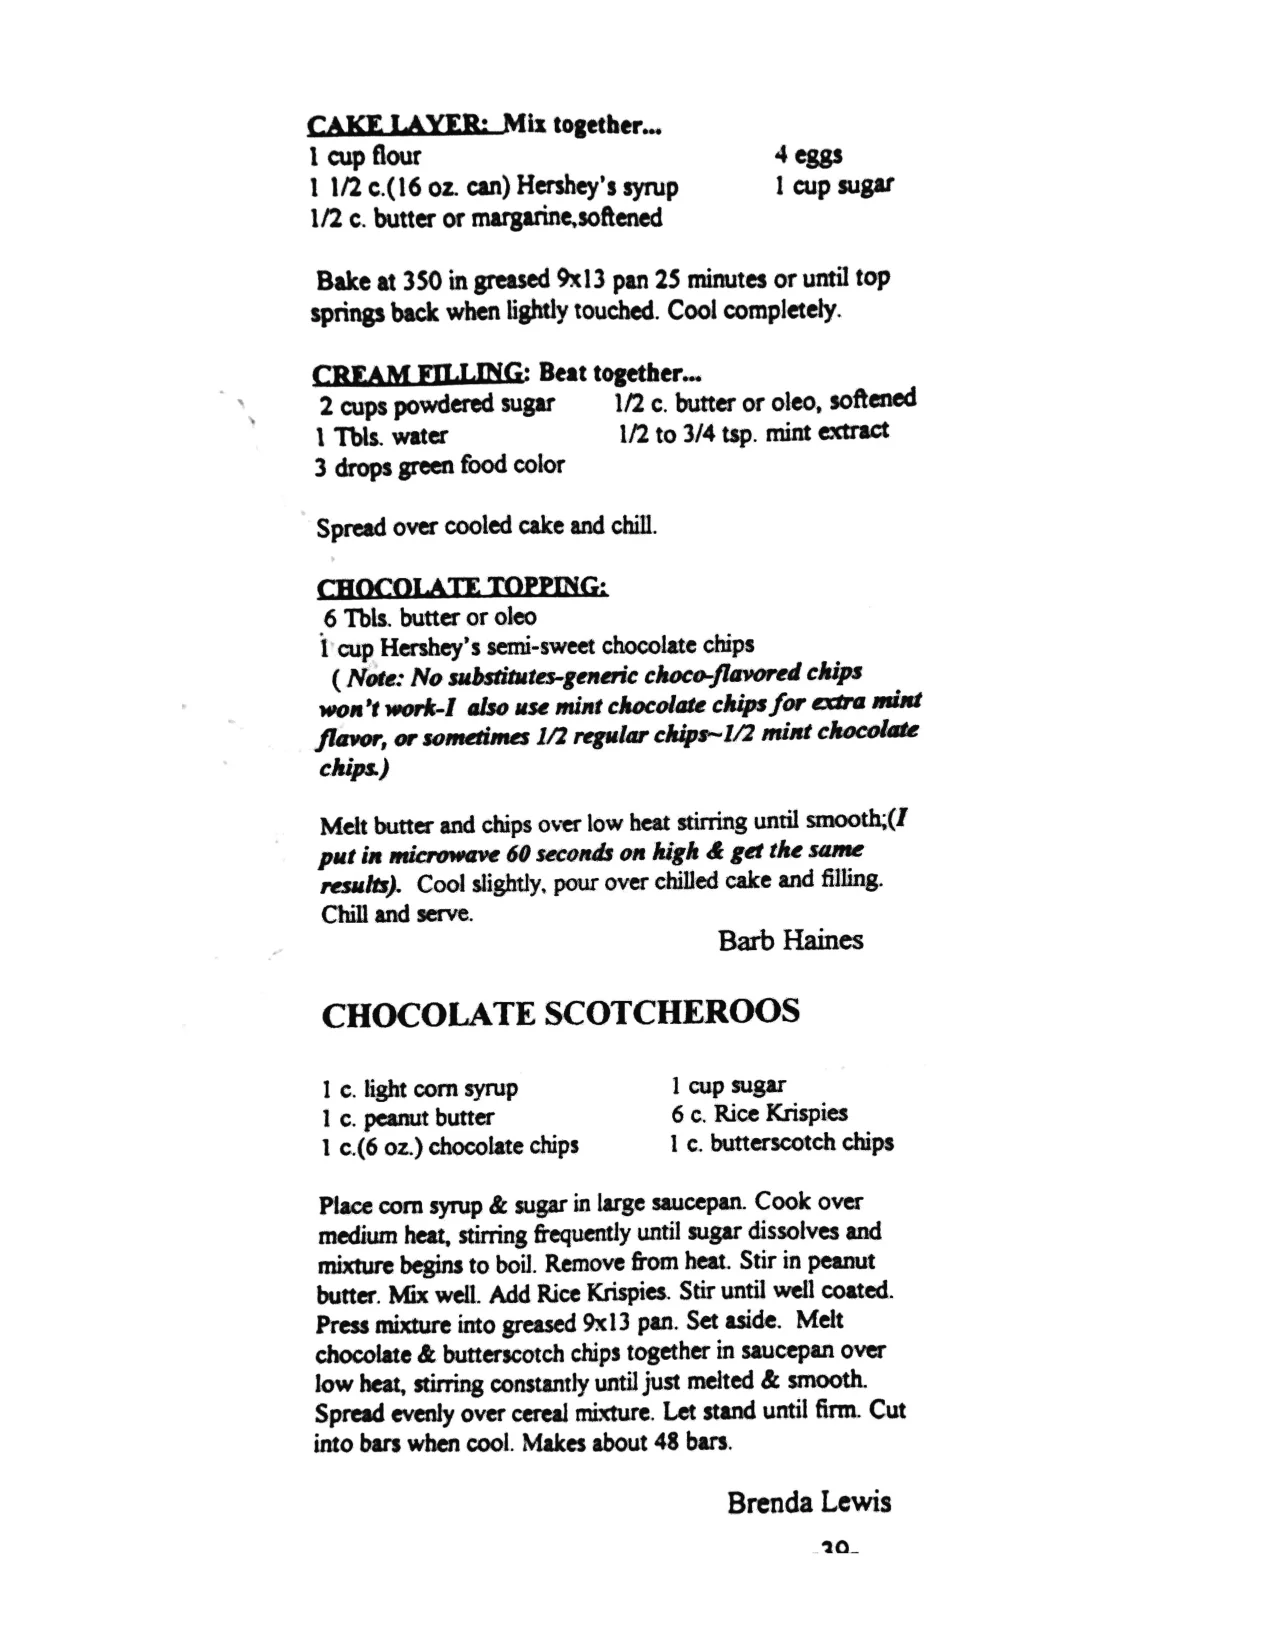 CAKE LAYER: Mix together...
1 cup flour 4 eggs
1 1/2 c.(16 oz. can) Hershey's syrup 1 cup sugar
1/2 c. butter or margarine,softened
Bake at 350 in greased 9x13 pan 25 minutes or until top
springs back when lightly touched. Cool completely.
CREAM FILLING: Beat together...
2 cups powdered sugar 1/2 c. butter or oleo, softened
1 Tbls. water 1/2 to 3/4 tsp. mint extract
3 drops green food color
Spread over cooled cake and chill.
CHOCOLATE TOPPING:
6 Tbls. butter or oleo
1 cup Hershey's semi-sweet chocolate chips
( Note: No substitutes-generic choco-flavored chips
won't work-I also use mint chocolate chips for extra mint
flavor, or sometimes 1/2 regular chips~1/2 mint chocolate
chips.)
Melt butter and chips over low heat stirring until smooth;(I
put in microwave 60 seconds on high & get the same
results). Cool slightly, pour over chilled cake and filling.
Chill and serve.
Barb Haines
CHOCOLATE SCOTCHEROOS
1 c. light corn syrup 1 cup sugar
1 c. peanut butter 6 c. Rice Krispies
1 c.(6 oz.) chocolate chips 1 c. butterscotch chips
Place corn syrup & sugar in large saucepan. Cook over
medium heat, stirring frequently until sugar dissolves and
mixture begins to boil. Remove from heat. Stir in peanut
butter. Mix well. Add Rice Krispies. Stir until well coated.
Press mixture into greased 9x13 pan. Set aside. Melt
chocolate & butterscotch chips together in saucepan over
low heat, stirring constantly until just melted & smooth.
Spread evenly over cereal mixture. Let stand until firm. Cut
into bars when cool. Makes about 48 bars.
Brenda Lewis